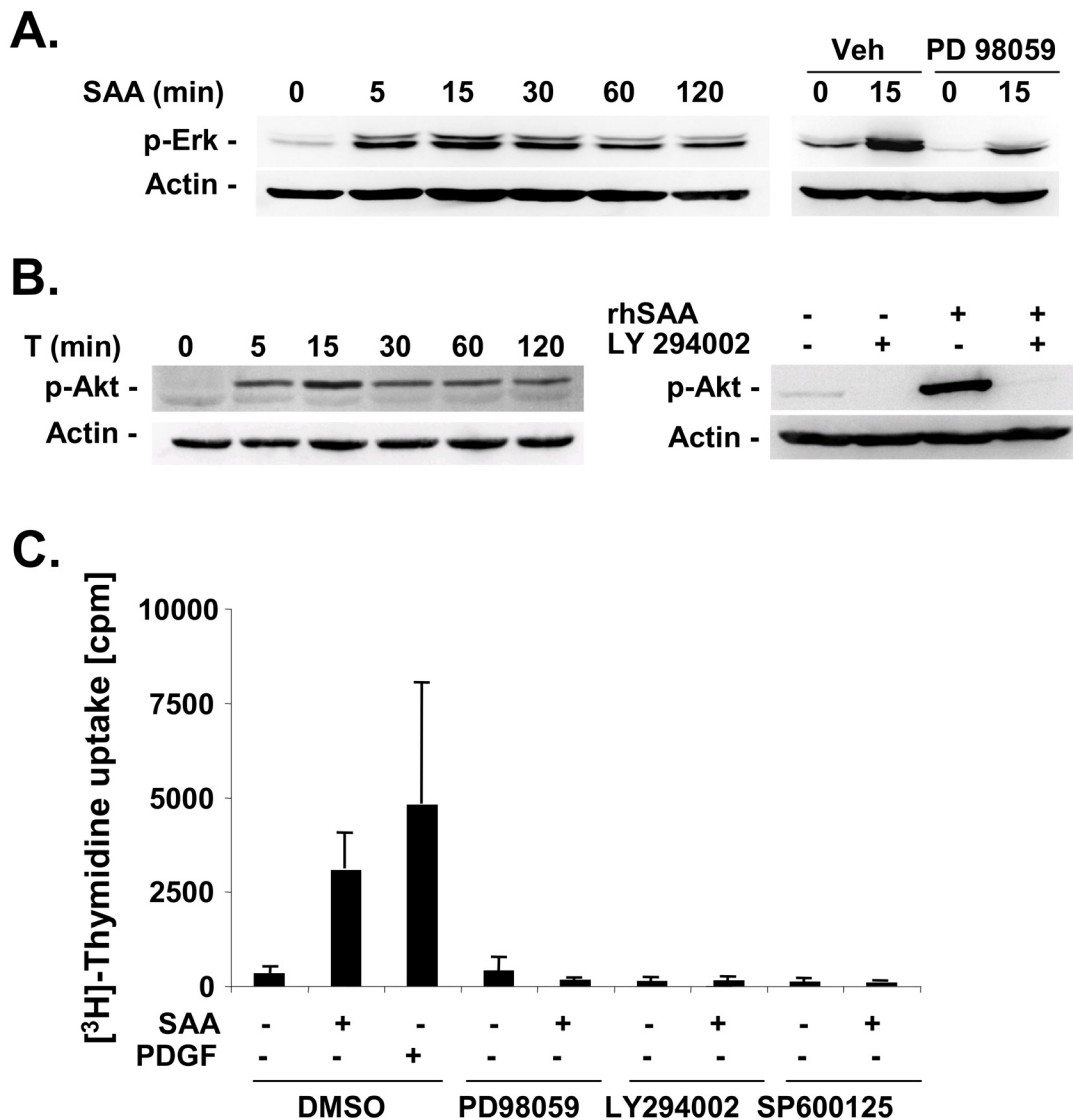 A.
Veh PD 98059
SAA (min) 0 5 15 30 60 120 0 15 0 15
p-Erk -
Actin -
B.
rhSAA - - + +
T (min) 0 5 15 30 60 120 LY 294002 - + - +
p-Akt - p-Akt -
Actin - Actin -
C.
[³H]-Thymidine uptake [cpm]
10000
7500
5000
2500
0
SAA - + - - + - + - +
PDGF - - + - - - - - -
DMSO PD98059 LY294002 SP600125